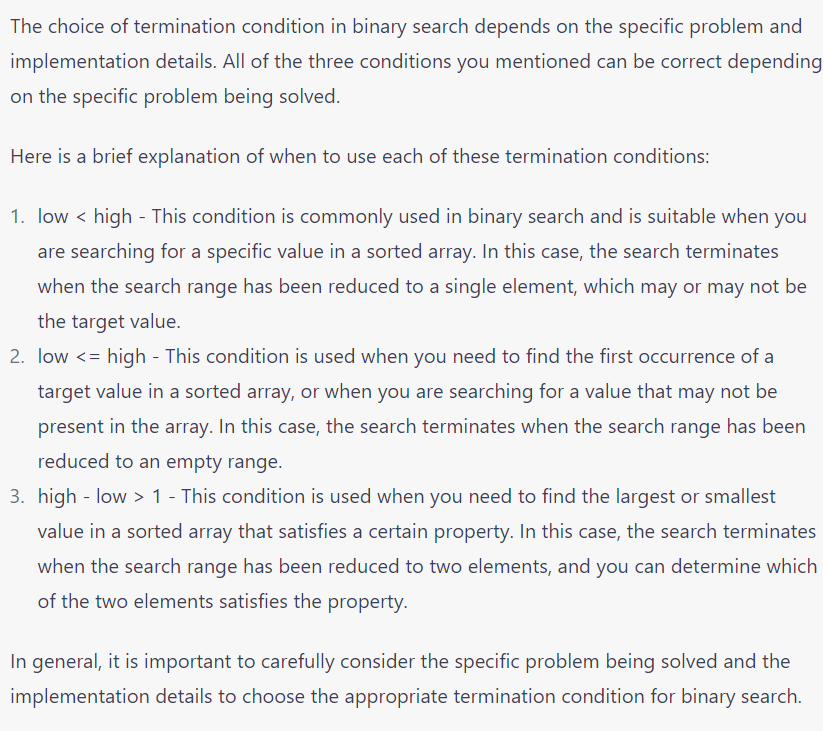 The choice of termination condition in binary search depends on the specific problem and
implementation details. All of the three conditions you mentioned can be correct depending
on the specific problem being solved.
Here is a brief explanation of when to use each of these termination conditions:
1. low < high - This condition is commonly used in binary search and is suitable when you
are searching for a specific value in a sorted array. In this case, the search terminates
when the search range has been reduced to a single element, which may or may not be
the target value.
2. low <= high - This condition is used when you need to find the first occurrence of a
target value in a sorted array, or when you are searching for a value that may not be
present in the array. In this case, the search terminates when the search range has been
reduced to an empty range.
3. high - low > 1 - This condition is used when you need to find the largest or smallest
value in a sorted array that satisfies a certain property. In this case, the search terminates
when the search range has been reduced to two elements, and you can determine which
of the two elements satisfies the property.
In general, it is important to carefully consider the specific problem being solved and the
implementation details to choose the appropriate termination condition for binary search.